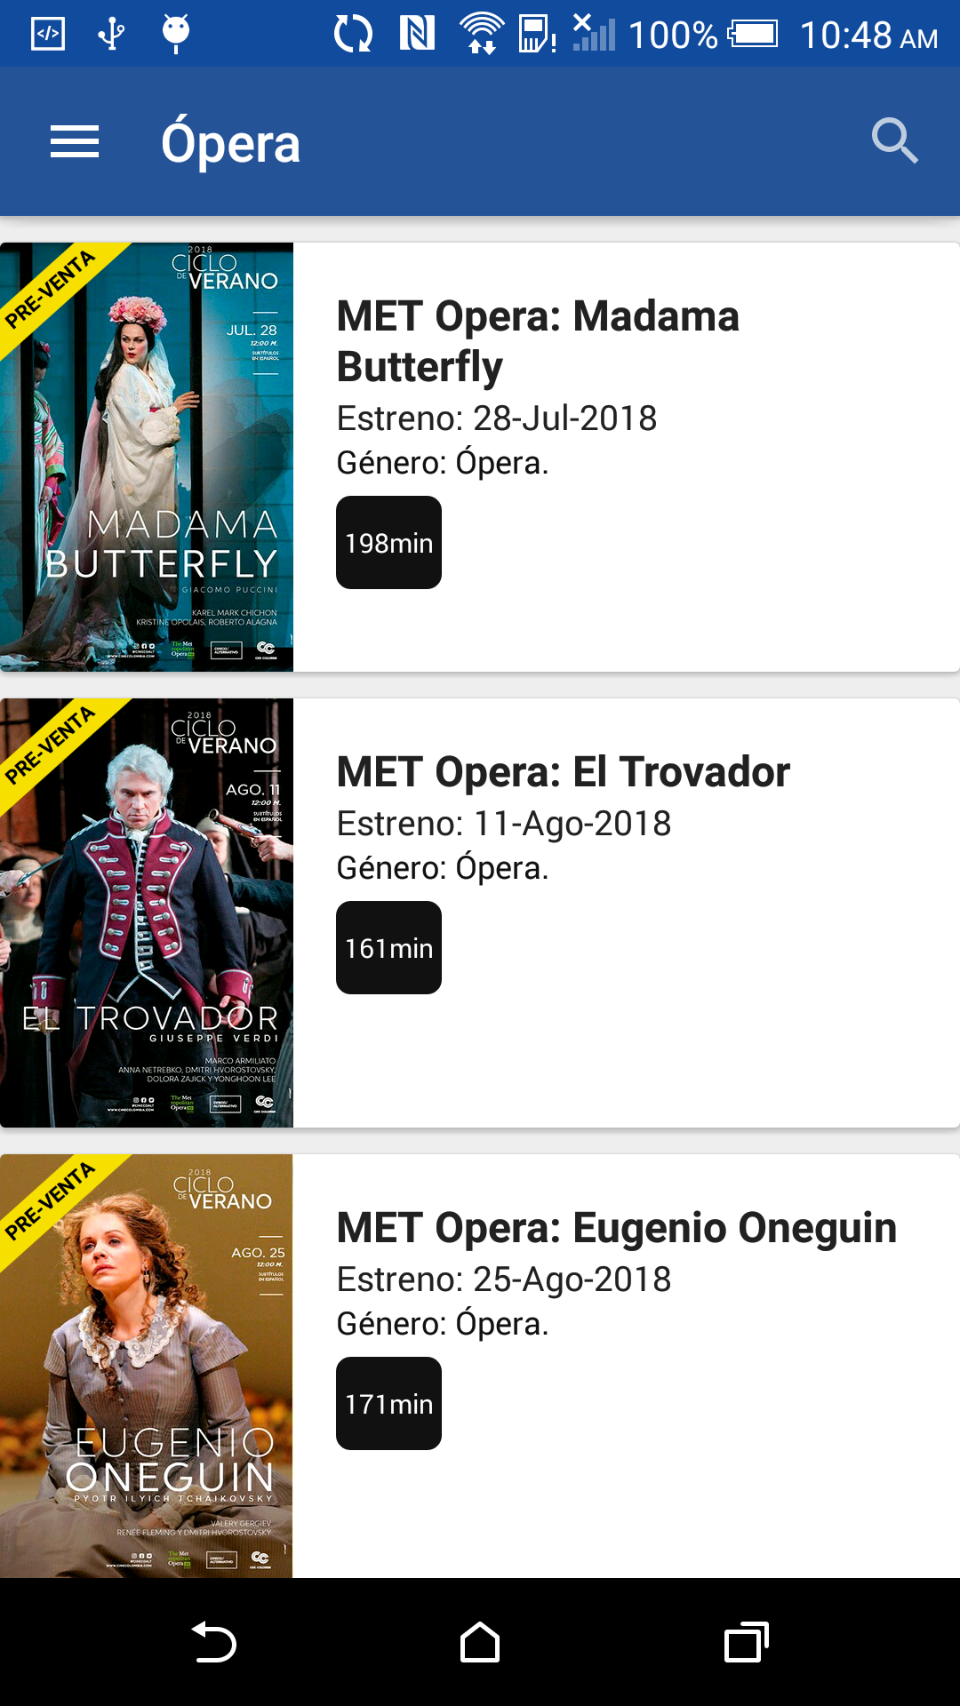 100%
10:48 AM
Ópera
PRE-VENTA
2018
CICLO
DE VERANO
JUL. 28
12:00 M.
SUBTÍTULOS
EN ESPAÑOL
MADAMA
BUTTERFLY
GIACOMO PUCCINI
KAREL MARK CHICHON
KRISTINE OPOLAIS, ROBERTO ALAGNA
MET Opera: Madama
Butterfly
Estreno: 28-Jul-2018
Género: Ópera.
198min
PRE-VENTA
2018
CICLO
DE VERANO
AGO. 11
12:00 M.
SUBTÍTULOS
EN ESPAÑOL
EL TROVADOR
GIUSEPPE VERDI
MARCO ARMILIATO
ANNA NETREBKO, DMITRI HVOROSTOVSKY,
DOLORA ZAJICK Y YONGHOON LEE
MET Opera: El Trovador
Estreno: 11-Ago-2018
Género: Ópera.
161min
PRE-VENTA
2018
CICLO
DE VERANO
AGO. 25
12:00 M.
SUBTÍTULOS
EN ESPAÑOL
EUGENIO
ONEGUIN
PYOTR ILYICH TCHAIKOVSKY
VALERY GERGIEV
RENÉE FLEMING Y DMITRI HVOROSTOVSKY
MET Opera: Eugenio Oneguin
Estreno: 25-Ago-2018
Género: Ópera.
171min